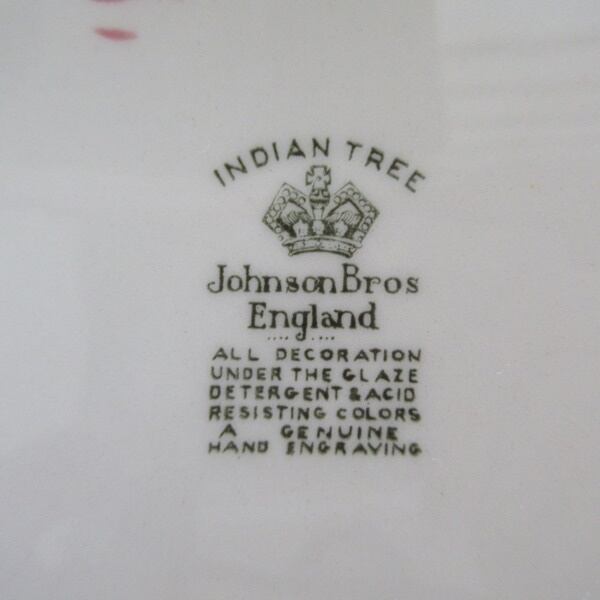 INDIAN TREE
Johnson Bros
England
ALL DECORATION
UNDER THE GLAZE
DETERGENT & ACID
RESISTING COLORS
A GENUINE
HAND ENGRAVING